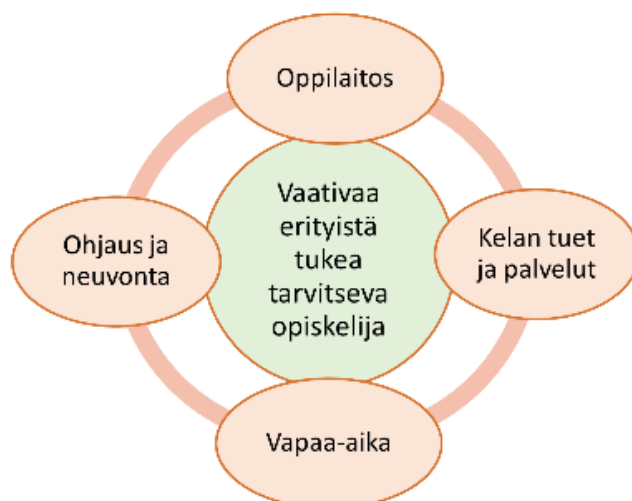 Oppilaitos
Vaativaa
erityistä
tukea
tarvitseva
opiskelija
Ohjaus ja
neuvonta
Kelan tuet
ja palvelut
Vapaa-aika